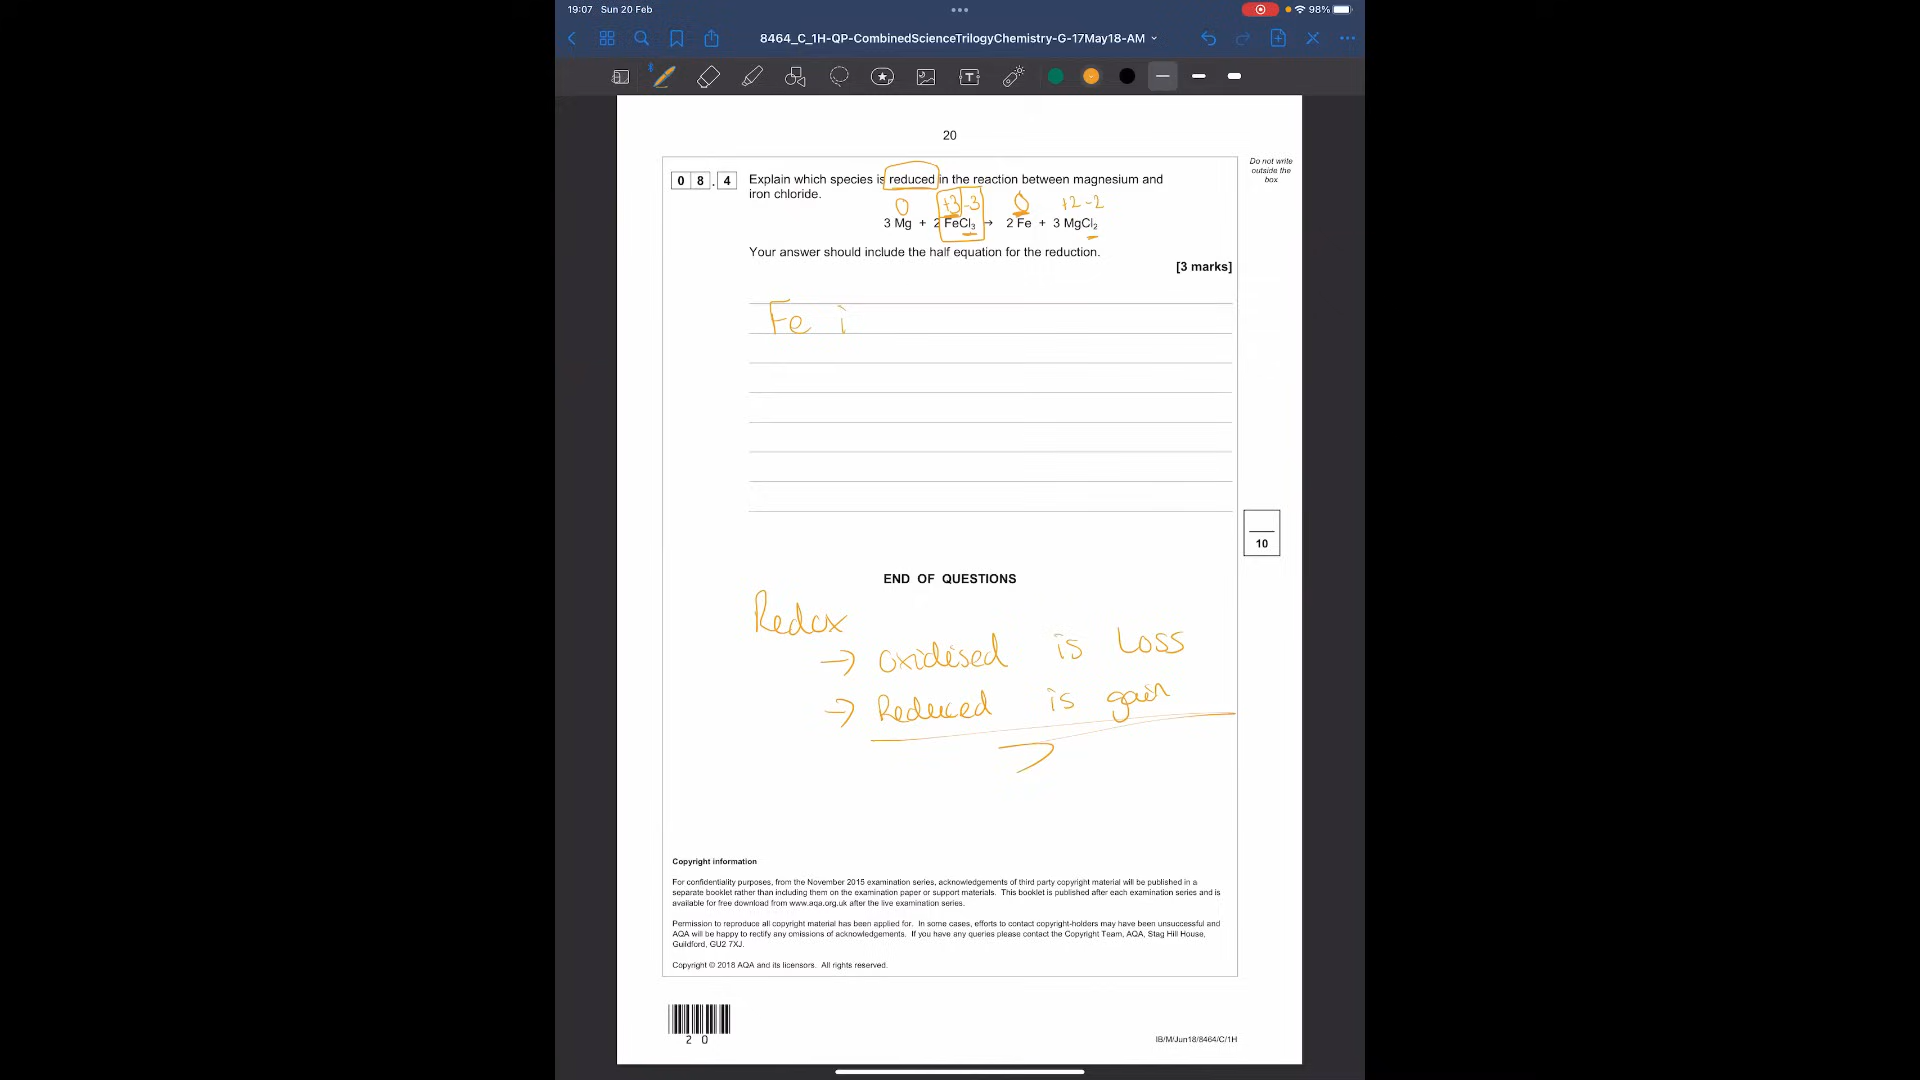 19:07 Sun 20 Feb
98%
8464_C_1H-QP-CombinedScienceTrilogyChemistry-G-17May18-AM
20
Do not write
outside the
box
0 8 . 4 Explain which species is reduced in the reaction between magnesium and
iron chloride.
0 +3 -3 0 +2 -2
3 Mg + 2 FeCl₃ → 2 Fe + 3 MgCl₂
Your answer should include the half equation for the reduction.
[3 marks]
Fe i
10
END OF QUESTIONS
Redox
→ oxidised is Loss
→ Reduced is gain
Copyright information
For confidentiality purposes, from the November 2015 examination series, acknowledgements of third party copyright material will be published in a
separate booklet rather than including them on the examination paper or support materials. This booklet is published after each examination series and is
available for free download from www.aqa.org.uk after the live examination series.
Permission to reproduce all copyright material has been applied for. In some cases, efforts to contact copyright-holders may have been unsuccessful and
AQA will be happy to rectify any omissions of acknowledgements. If you have any queries please contact the Copyright Team, AQA, Stag Hill House,
Guildford, GU2 7XJ.
Copyright © 2018 AQA and its licensors. All rights reserved.
2 0
IB/M/Jun18/8464/C/1H